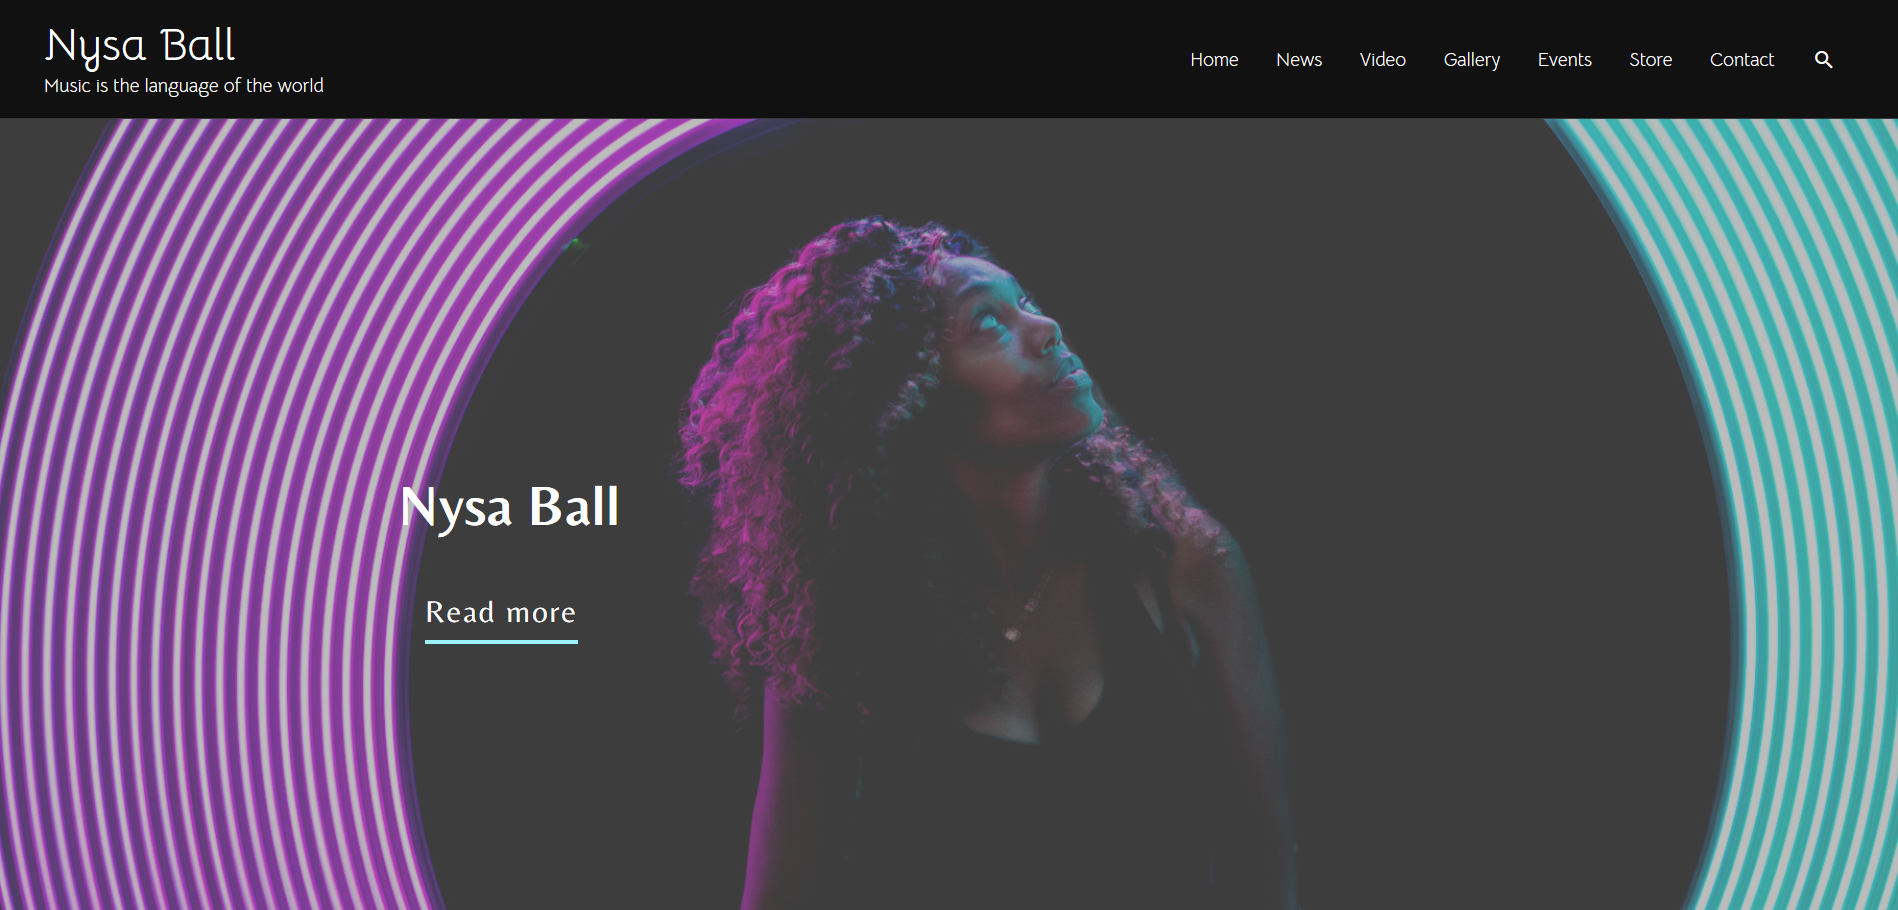 Nysa Ball
Music is the language of the world
Home News Video Gallery Events Store Contact
Nysa Ball
Read more